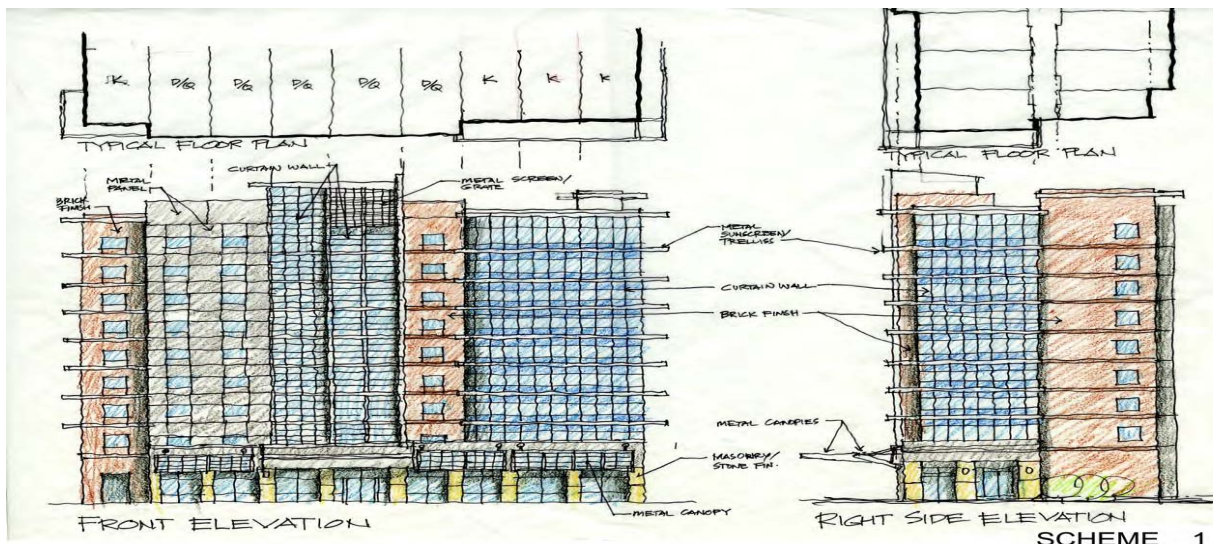 K D/Q D/Q D/Q D/Q D/Q K K K
TYPICAL FLOOR PLAN
TYPICAL FLOOR PLAN
BRICK
FINISH
METAL
PANEL
CURTAIN WALL
METAL SCREEN/
GRATE
METAL
SUNSCREEN/
TRELLISS
CURTAIN WALL
BRICK FINISH
METAL CANOPIES
MASONRY/
STONE FIN.
METAL CANOPY
FRONT ELEVATION
RIGHT SIDE ELEVATION
SCHEME 1